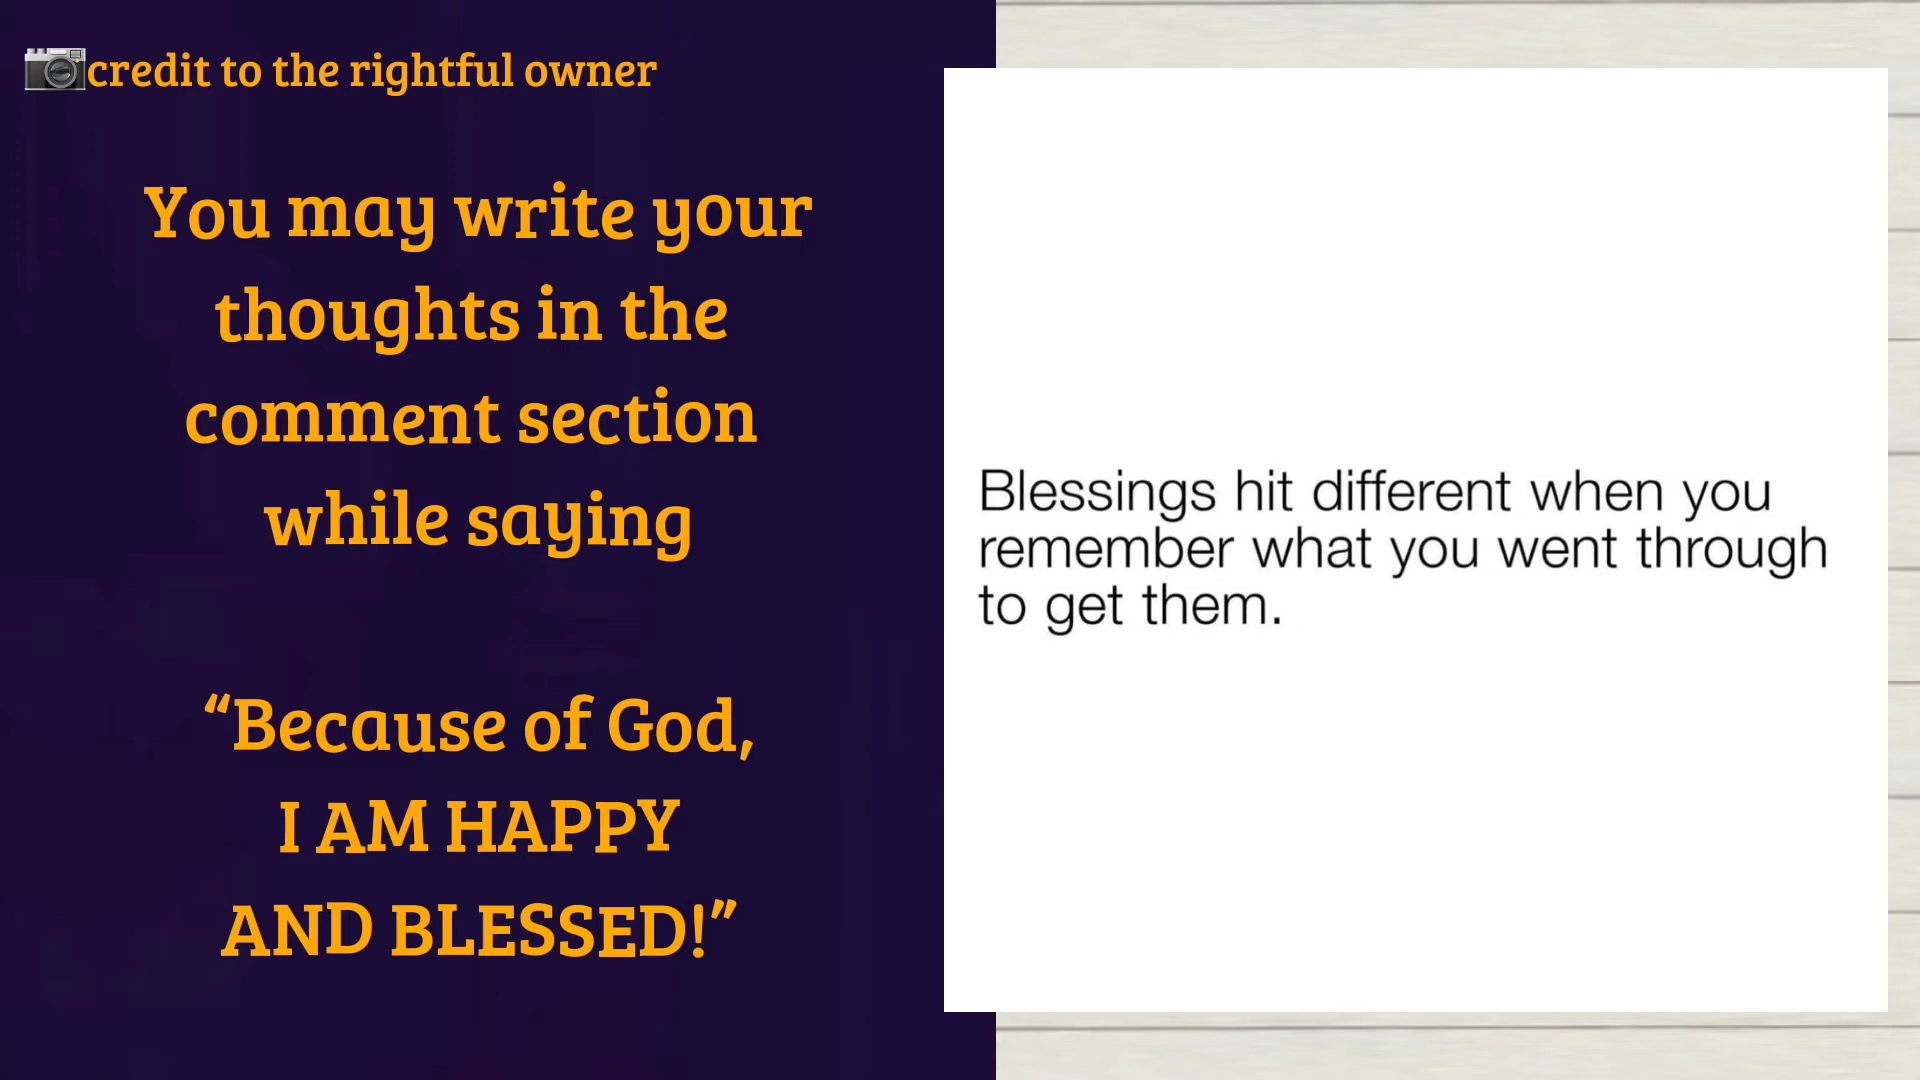 credit to the rightful owner
You may write your
thoughts in the
comment section
while saying
“Because of God,
I AM HAPPY
AND BLESSED!”
Blessings hit different when you
remember what you went through
to get them.